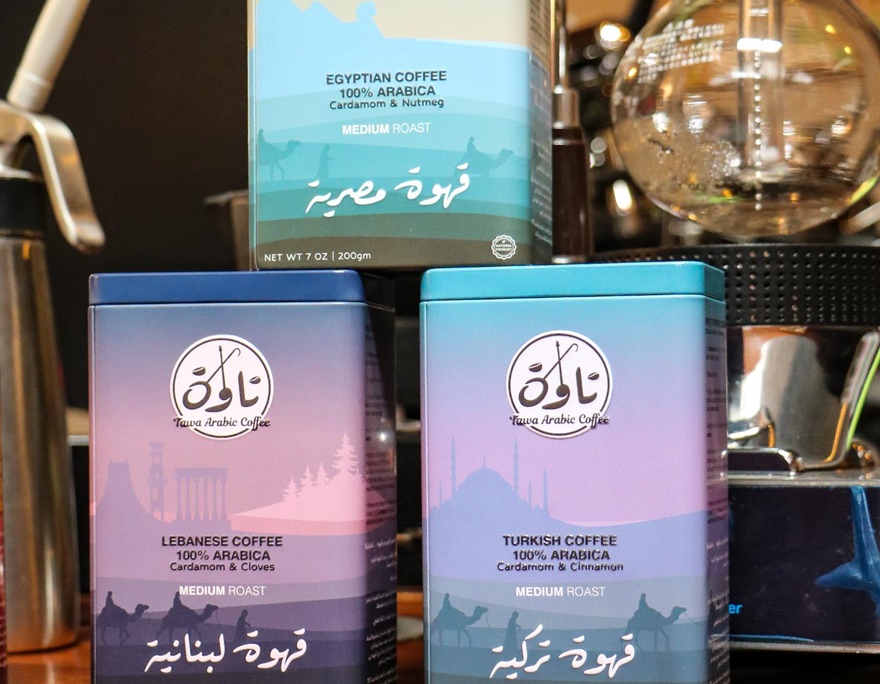 EGYPTIAN COFFEE
100% ARABICA
Cardamom & Nutmeg
MEDIUM ROAST
قهوة مصرية
NET WT 7 OZ | 200gm
تاوة
Tawa Arabic Coffee
LEBANESE COFFEE
100% ARABICA
Cardamom & Cloves
MEDIUM ROAST
قهوة لبنانية
تاوة
Tawa Arabic Coffee
TURKISH COFFEE
100% ARABICA
Cardamom & Cinnamon
MEDIUM ROAST
قهوة تركية
er